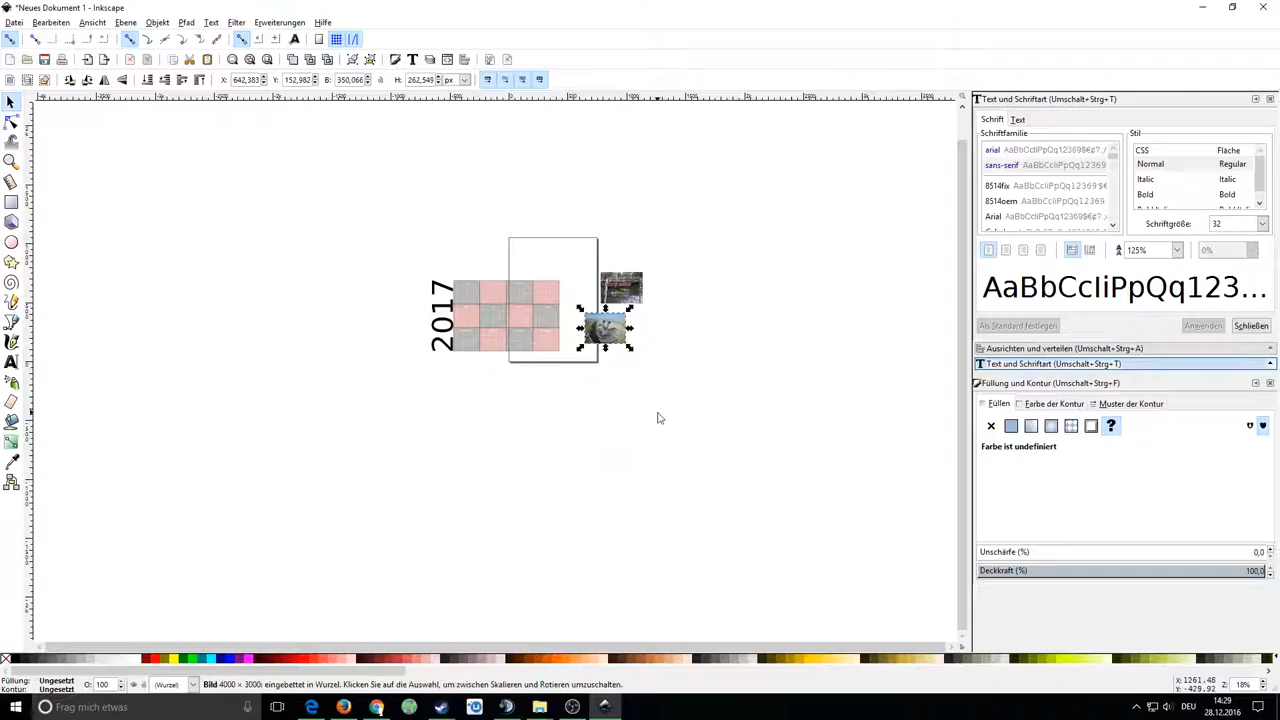 *Neues Dokument 1 - Inkscape
Datei Bearbeiten Ansicht Ebene Objekt Pfad Text Filter Erweiterungen Hilfe
X: 642,383 Y: 152,982 B: 350,066 H: 262,549 px
Text und Schriftart (Umschalt+Strg+T)
Schrift Text
Schriftfamilie Stil
arial AaBbCcIiPpQq12369$€¢?.
CSS Fläche
sans-serif AaBbCcIiPpQq12369
Normal Regular
8514fix AaBbCcIiPpQq12369$€
Italic Italic
8514oem AaBbCcIiPpQq12369
Bold Bold
Arial AaBbCcIiPpQq12369$€¢?
Schriftgröße: 32
125% 0%
AaBbCcIiPpQq123...
Als Standard festlegen Anwenden Schließen
Ausrichten und verteilen (Umschalt+Strg+A)
Text und Schriftart (Umschalt+Strg+T)
Füllung und Kontur (Umschalt+Strg+F)
Füllen Farbe der Kontur Muster der Kontur
Farbe ist undefiniert
Unschärfe (%) 0,0
Deckkraft (%) 100,0
2017
Füllung: Ungesetzt
Kontur: Ungesetzt
O: 100 (Wurzel) Bild 4000 × 3000: eingebettet in Wurzel. Klicken Sie auf die Auswahl, um zwischen Skalieren und Rotieren umzuschalten.
X: 1261,48
Y: -429,92
Z: 18%
Frag mich etwas
DEU
14:29
28.12.2016